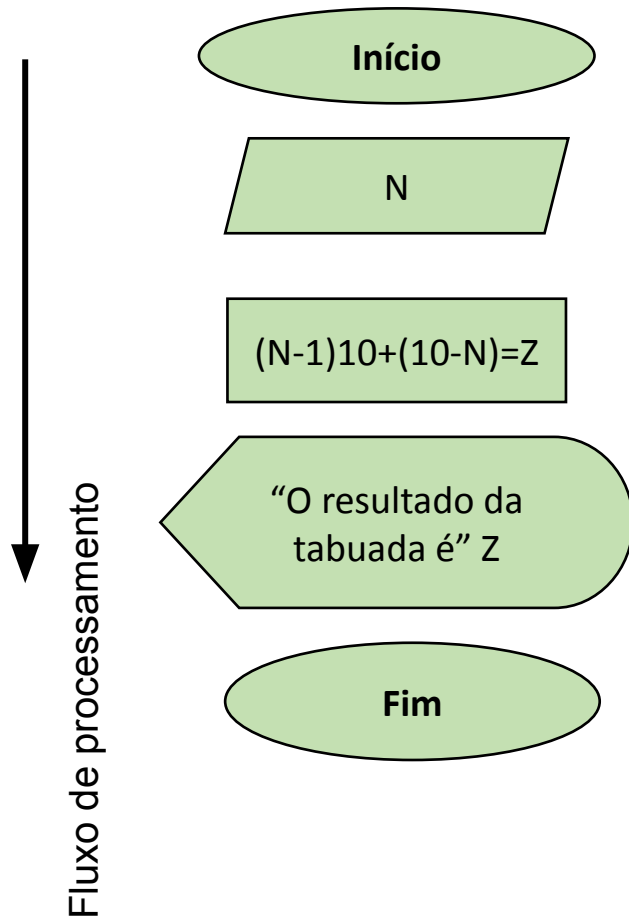 Início
N
(N-1)10+(10-N)=Z
“O resultado da
tabuada é” Z
Fim
Fluxo de processamento